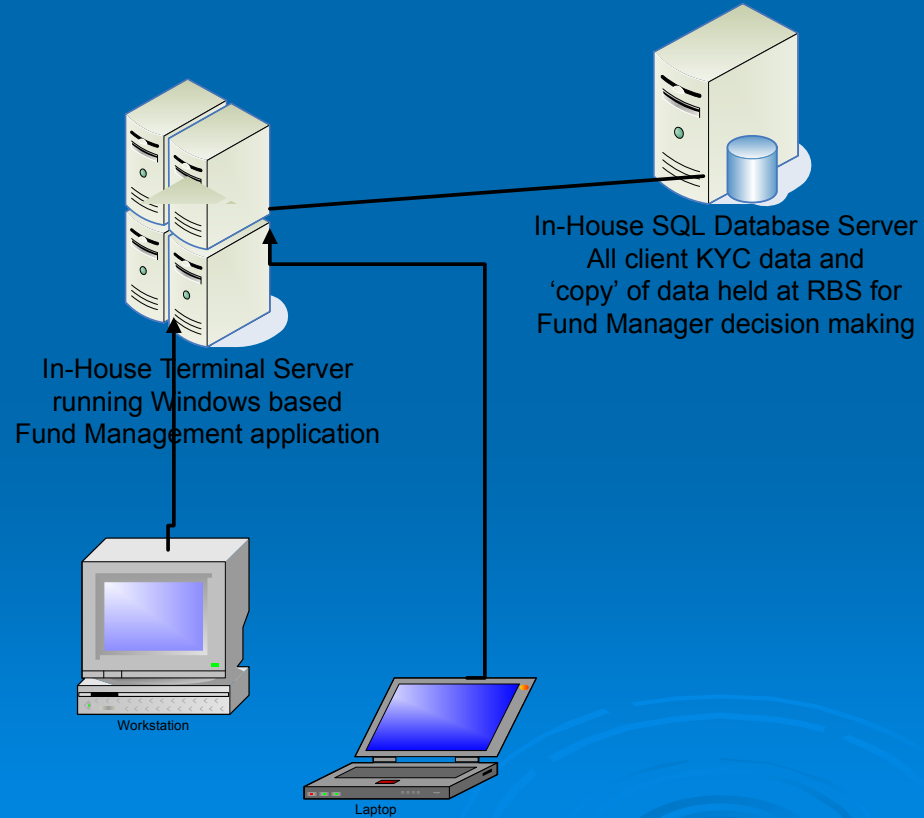 In-House SQL Database Server
All client KYC data and
‘copy’ of data held at RBS for
Fund Manager decision making
In-House Terminal Server
running Windows based
Fund Management application
Workstation
Laptop